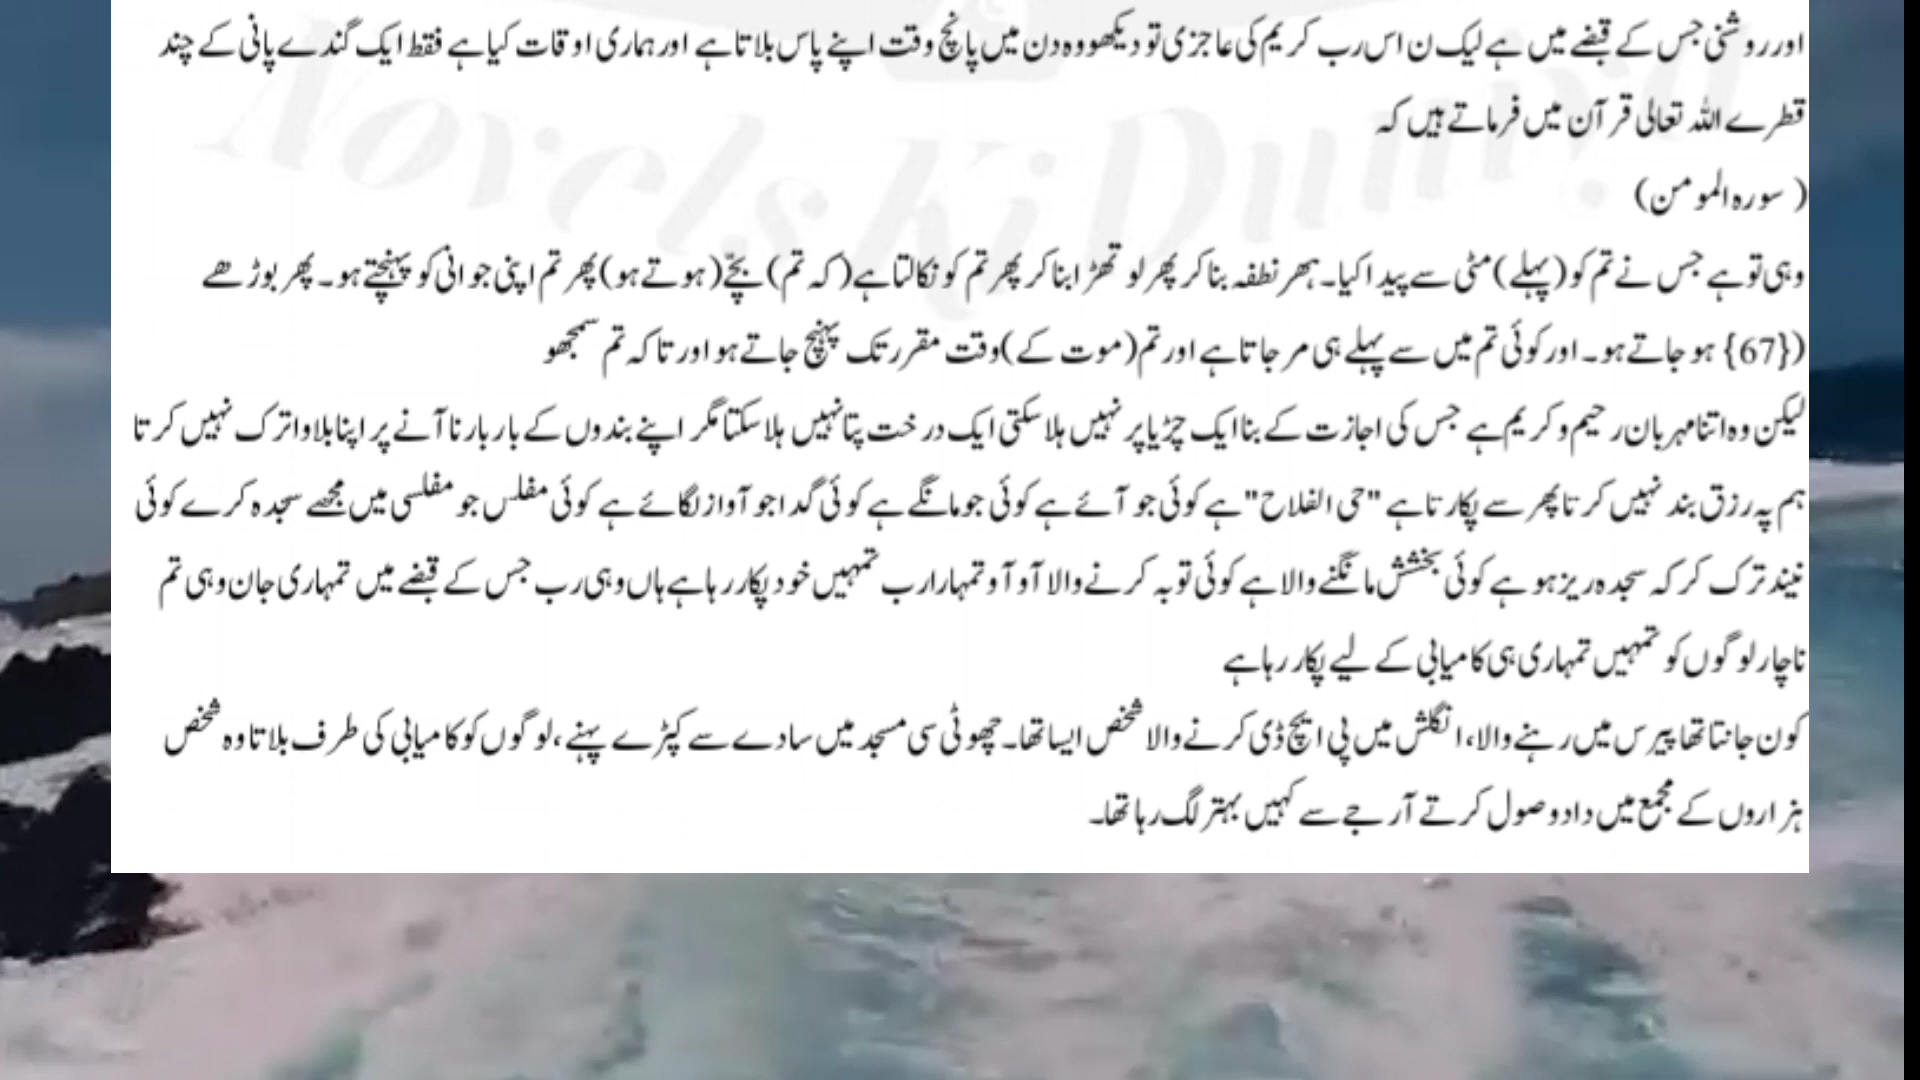 اور روشنی جس کے قبضے میں ہے لیک ن اس رب کریم کی عاجزی تو دیکھو وہ دن میں پانچ وقت اپنے پاس بلاتا ہے اور ہماری اوقات کیا ہے فقط ایک گندے پانی کے چند
قطرے اللہ تعالی قرآن میں فرماتے ہیں کہ
( سورہ المومن)
وہی تو ہے جس نے تم کو (پہلے) مٹی سے پیدا کیا۔ ہھر نطفہ بنا کر پھر لو تھڑا بنا کر پھر تم کو نکالتا ہے (کہ تم) بچّے (ہوتے ہو) پھر تم اپنی جوانی کو پہنچتے ہو۔ پھر بوڑھے
({67} ہو جاتے ہو۔ اور کوئی تم میں سے پہلے ہی مر جاتا ہے اور تم (موت کے) وقت مقرر تک پہنچ جاتے ہو اور تاکہ تم سمجھو
لیکن وہ اتنا مہربان رحیم و کریم ہے جس کی اجازت کے بنا ایک چڑیا پر نہیں ہلا سکتی ایک درخت پتا نہیں ہلا سکتا مگر اپنے بندوں کے بار بار نا آنے پر اپنا بلاوا ترک نہیں کرتا
ہم پہ رزق بند نہیں کرتا پھر سے پکارتا ہے "حی الفلاح" ہے کوئی جو آئے ہے کوئی جو مانگے ہے کوئی گدا جو آواز لگائے ہے کوئی مفلس جو مفلسی میں مجھے سجدہ کرے کوئی
نیند ترک کر کہ سجدہ ریز ہو ہے کوئی بخشش مانگنے والا ہے کوئی توبہ کرنے والا آو آو تمہارا رب تمہیں خود پکار رہا ہے ہاں وہی رب جس کے قبضے میں تمہاری جان وہی تم
ناچار لوگوں کو تمہیں تمہاری ہی کامیابی کے لیے پکار رہا ہے
کون جانتا تھا پیرس میں رہنے والا، انگلش میں پی ایچ ڈی کرنے والا شخص ایسا تھا۔ چھوٹی سی مسجد میں سادے سے کپڑے پہنے، لوگوں کو کامیابی کی طرف بلاتا وہ شخص
ہزاروں کے مجمع میں داد وصول کرتے آر جے سے کہیں بہتر لگ رہا تھا۔
Novels Ki Duniya